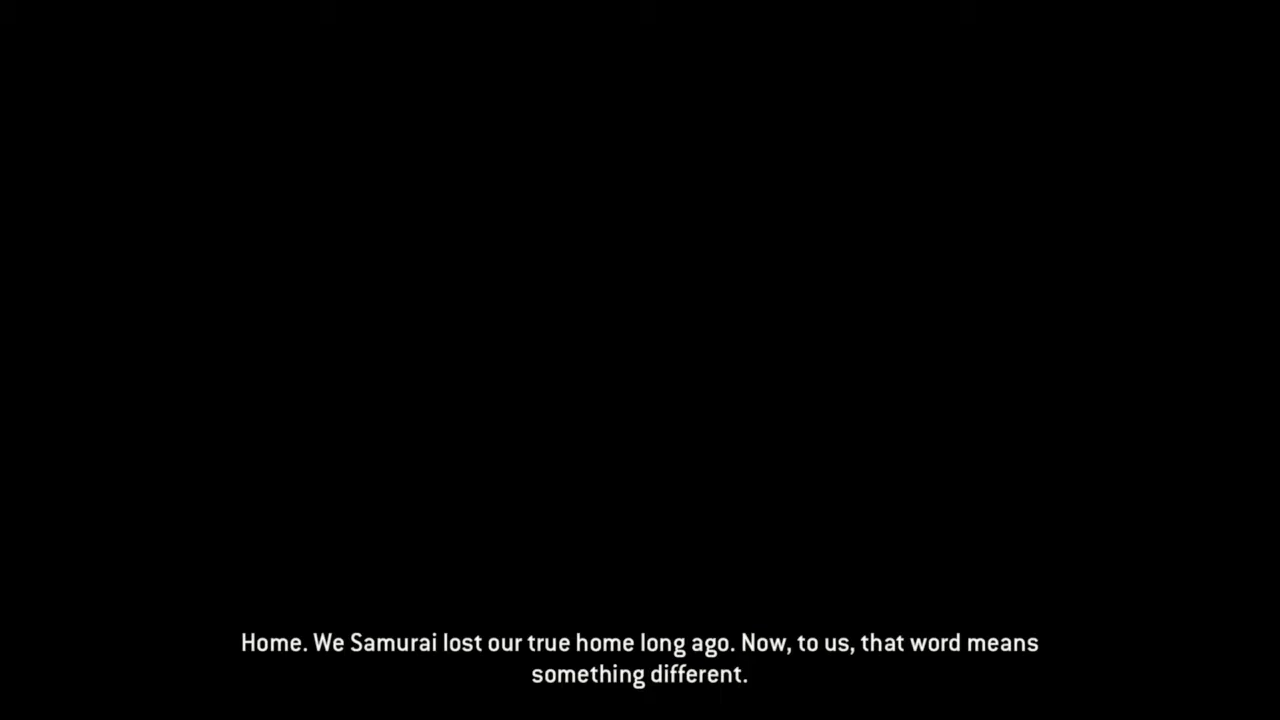 Home. We Samurai lost our true home long ago. Now, to us, that word means
something different.